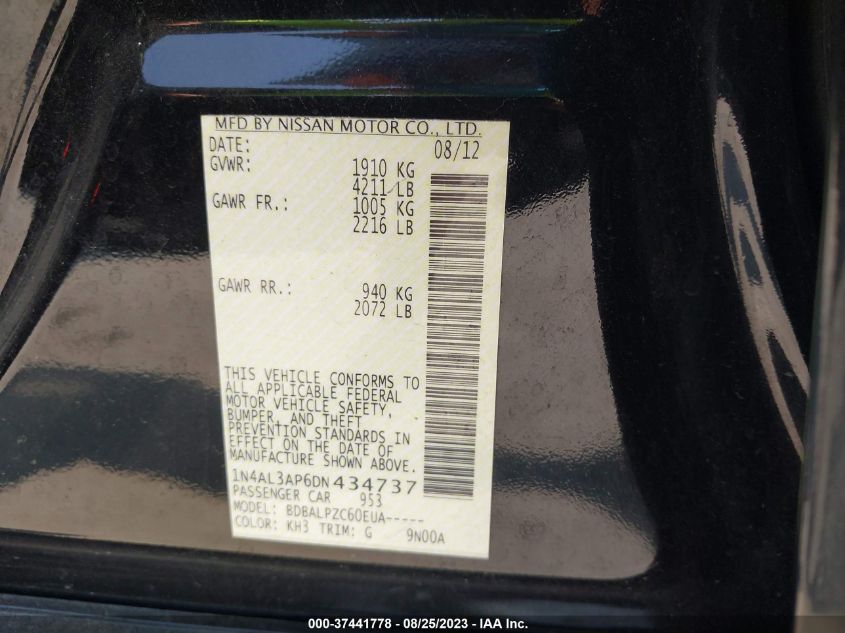 MFD BY NISSAN MOTOR CO., LTD.
DATE: 08/12
GVWR: 1910 KG
4211 LB
GAWR FR.: 1005 KG
2216 LB
GAWR RR.: 940 KG
2072 LB
THIS VEHICLE CONFORMS TO
ALL APPLICABLE FEDERAL
MOTOR VEHICLE SAFETY,
BUMPER, AND THEFT
PREVENTION STANDARDS IN
EFFECT ON THE DATE OF
MANUFACTURE SHOWN ABOVE.
1N4AL3AP6DN434737
PASSENGER CAR 953
MODEL: BDBALPZC60EUA-----
COLOR: KH3 TRIM: G 9N00A
000-37441778 - 08/25/2023 - IAA Inc.